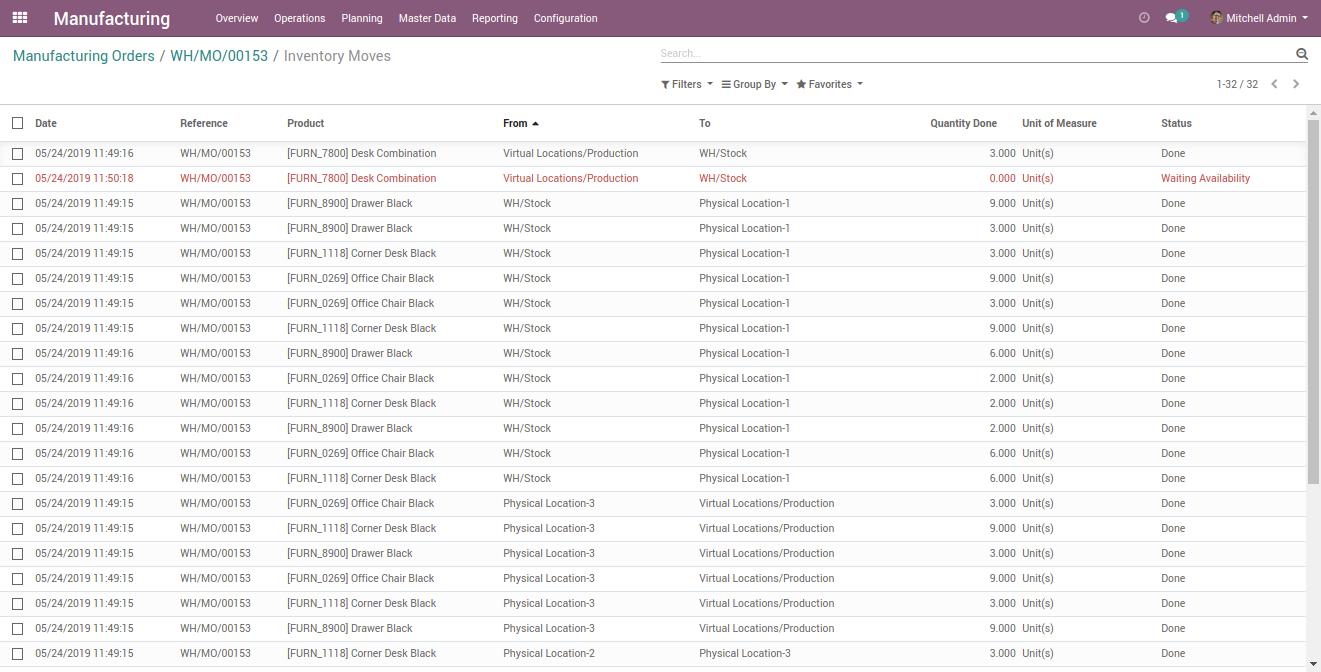 Manufacturing Overview Operations Planning Master Data Reporting Configuration 1 Mitchell Admin
Manufacturing Orders / WH/MO/00153 / Inventory Moves Search...
Filters Group By Favorites 1-32 / 32
Date Reference Product From To Quantity Done Unit of Measure Status
05/24/2019 11:49:16 WH/MO/00153 [FURN_7800] Desk Combination Virtual Locations/Production WH/Stock 3.000 Unit(s) Done
05/24/2019 11:50:18 WH/MO/00153 [FURN_7800] Desk Combination Virtual Locations/Production WH/Stock 0.000 Unit(s) Waiting Availability
05/24/2019 11:49:15 WH/MO/00153 [FURN_8900] Drawer Black WH/Stock Physical Location-1 9.000 Unit(s) Done
05/24/2019 11:49:15 WH/MO/00153 [FURN_8900] Drawer Black WH/Stock Physical Location-1 3.000 Unit(s) Done
05/24/2019 11:49:15 WH/MO/00153 [FURN_1118] Corner Desk Black WH/Stock Physical Location-1 3.000 Unit(s) Done
05/24/2019 11:49:15 WH/MO/00153 [FURN_0269] Office Chair Black WH/Stock Physical Location-1 9.000 Unit(s) Done
05/24/2019 11:49:15 WH/MO/00153 [FURN_0269] Office Chair Black WH/Stock Physical Location-1 3.000 Unit(s) Done
05/24/2019 11:49:15 WH/MO/00153 [FURN_1118] Corner Desk Black WH/Stock Physical Location-1 9.000 Unit(s) Done
05/24/2019 11:49:16 WH/MO/00153 [FURN_8900] Drawer Black WH/Stock Physical Location-1 6.000 Unit(s) Done
05/24/2019 11:49:16 WH/MO/00153 [FURN_0269] Office Chair Black WH/Stock Physical Location-1 2.000 Unit(s) Done
05/24/2019 11:49:16 WH/MO/00153 [FURN_1118] Corner Desk Black WH/Stock Physical Location-1 2.000 Unit(s) Done
05/24/2019 11:49:16 WH/MO/00153 [FURN_8900] Drawer Black WH/Stock Physical Location-1 2.000 Unit(s) Done
05/24/2019 11:49:16 WH/MO/00153 [FURN_0269] Office Chair Black WH/Stock Physical Location-1 6.000 Unit(s) Done
05/24/2019 11:49:16 WH/MO/00153 [FURN_1118] Corner Desk Black WH/Stock Physical Location-1 6.000 Unit(s) Done
05/24/2019 11:49:15 WH/MO/00153 [FURN_0269] Office Chair Black Physical Location-3 Virtual Locations/Production 3.000 Unit(s) Done
05/24/2019 11:49:15 WH/MO/00153 [FURN_1118] Corner Desk Black Physical Location-3 Virtual Locations/Production 9.000 Unit(s) Done
05/24/2019 11:49:15 WH/MO/00153 [FURN_8900] Drawer Black Physical Location-3 Virtual Locations/Production 3.000 Unit(s) Done
05/24/2019 11:49:15 WH/MO/00153 [FURN_0269] Office Chair Black Physical Location-3 Virtual Locations/Production 9.000 Unit(s) Done
05/24/2019 11:49:15 WH/MO/00153 [FURN_1118] Corner Desk Black Physical Location-3 Virtual Locations/Production 3.000 Unit(s) Done
05/24/2019 11:49:15 WH/MO/00153 [FURN_8900] Drawer Black Physical Location-3 Virtual Locations/Production 9.000 Unit(s) Done
05/24/2019 11:49:15 WH/MO/00153 [FURN_1118] Corner Desk Black Physical Location-2 Physical Location-3 3.000 Unit(s) Done